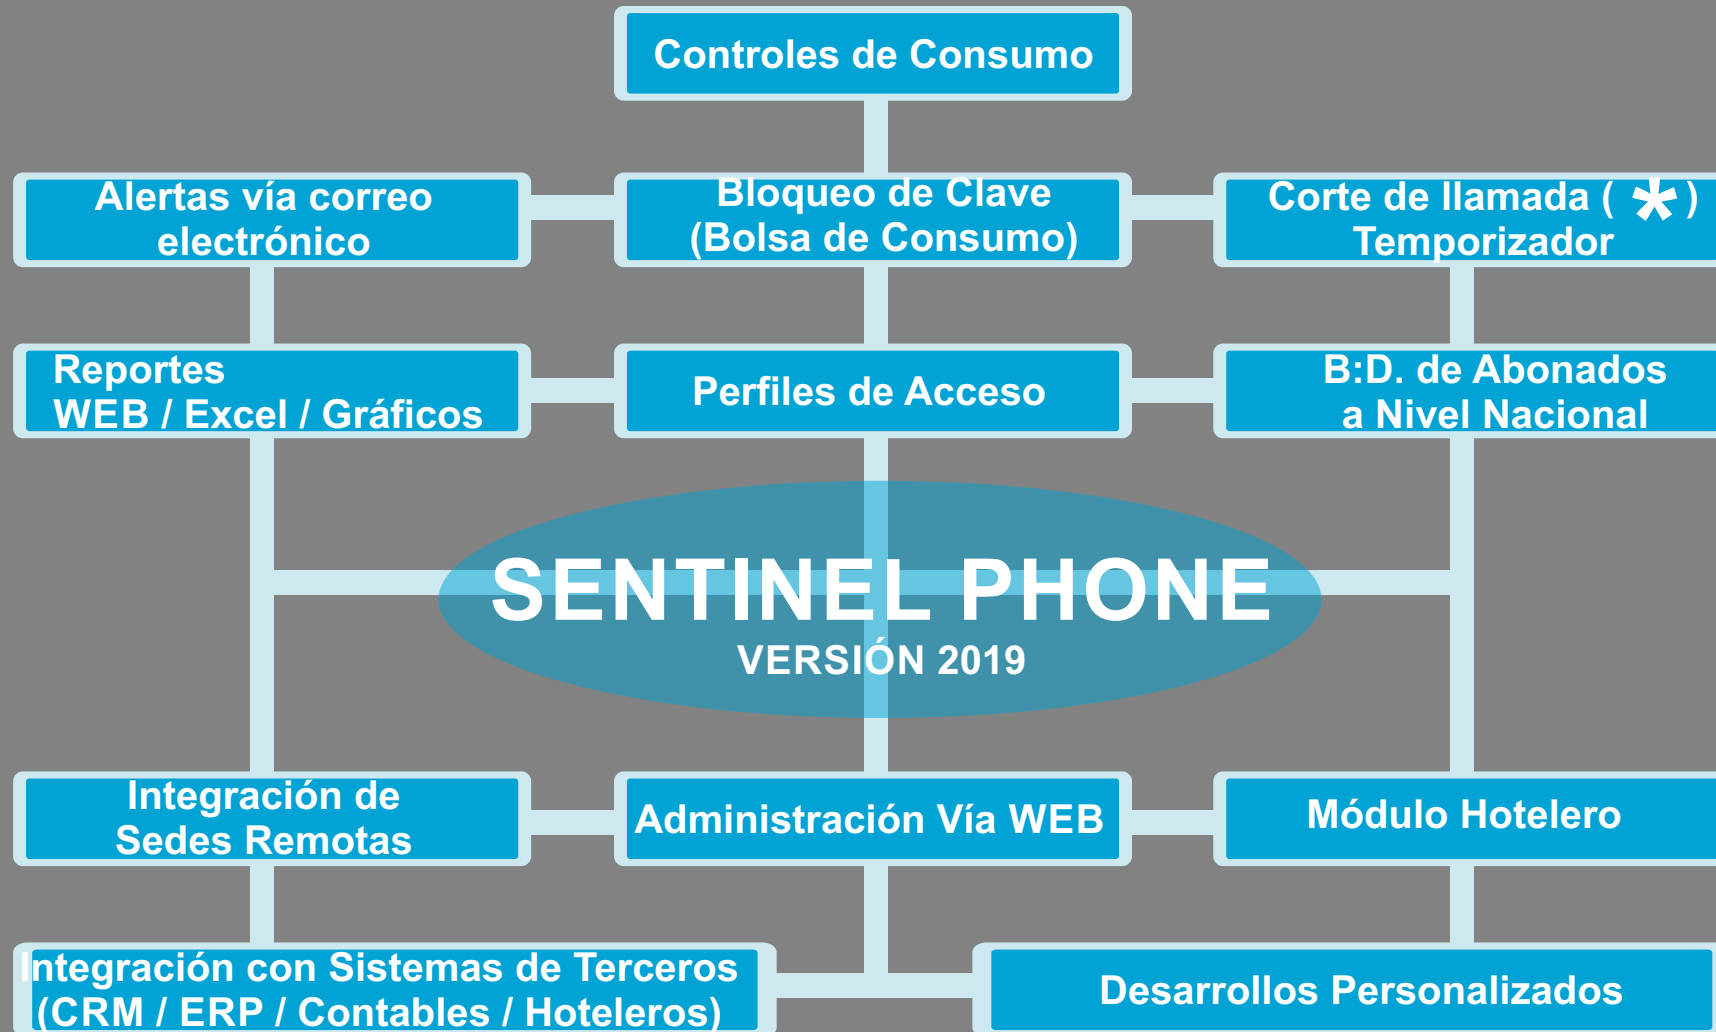 Controles de Consumo
Alertas vía correo
electrónico
Bloqueo de Clave
(Bolsa de Consumo)
Corte de llamada ( * )
Temporizador
Reportes
WEB / Excel / Gráficos
Perfiles de Acceso
B:D. de Abonados
a Nivel Nacional
SENTINEL PHONE
VERSIÓN 2019
Integración de
Sedes Remotas
Administración Vía WEB
Módulo Hotelero
Integración con Sistemas de Terceros
(CRM / ERP / Contables / Hoteleros)
Desarrollos Personalizados